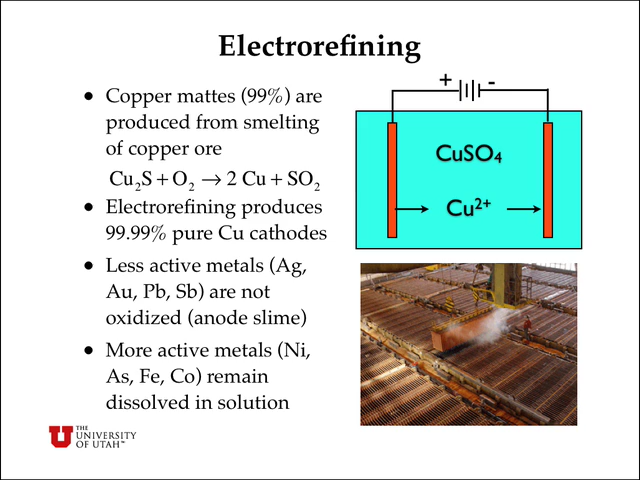 Electrorefining
• Copper mattes (99%) are
produced from smelting
of copper ore
Cu₂S + O₂ → 2 Cu + SO₂
• Electrorefining produces
99.99% pure Cu cathodes
• Less active metals (Ag,
Au, Pb, Sb) are not
oxidized (anode slime)
• More active metals (Ni,
As, Fe, Co) remain
dissolved in solution
+ -
CuSO₄
Cu²⁺
U THE
UNIVERSITY
OF UTAH™